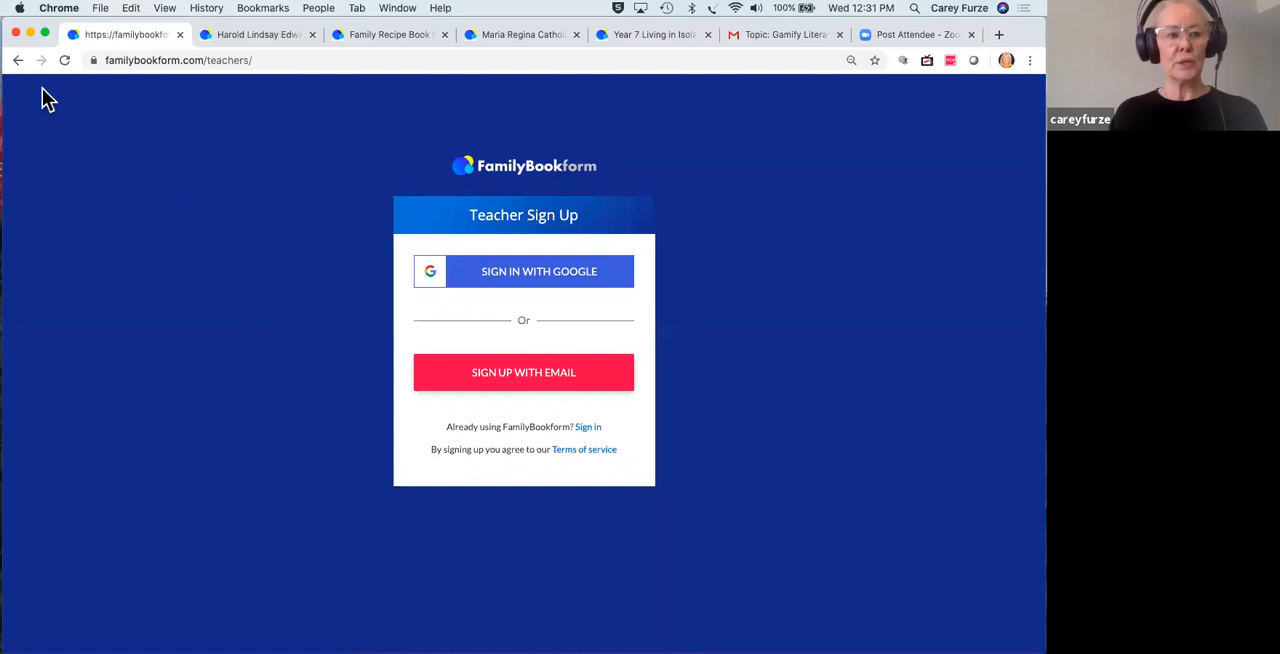 Chrome File Edit View History Bookmarks People Tab Window Help 100% Wed 12:31 PM Carey Furze
https://familybookfo Harold Lindsay Edw Family Recipe Book Maria Regina Catho Year 7 Living in Isola Topic: Gamify Litera Post Attendee - Zoo
familybookform.com/teachers/
careyfurze
FamilyBookform
Teacher Sign Up
SIGN IN WITH GOOGLE
Or
SIGN UP WITH EMAIL
Already using FamilyBookform? Sign in
By signing up you agree to our Terms of service